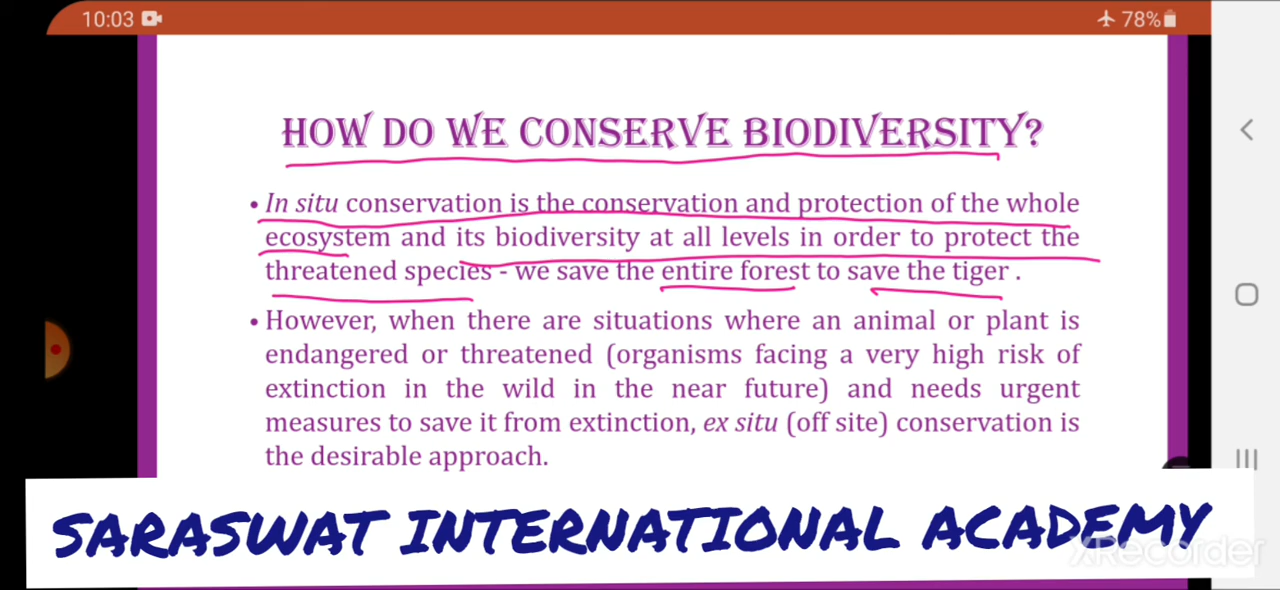 10:03
78%
HOW DO WE CONSERVE BIODIVERSITY?
• In situ conservation is the conservation and protection of the whole
ecosystem and its biodiversity at all levels in order to protect the
threatened species - we save the entire forest to save the tiger .
• However, when there are situations where an animal or plant is
endangered or threatened (organisms facing a very high risk of
extinction in the wild in the near future) and needs urgent
measures to save it from extinction, ex situ (off site) conservation is
the desirable approach.
SARASWAT INTERNATIONAL ACADEMY
XRecorder